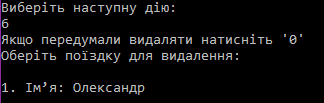 Виберіть наступну дію:
6
Якщо передумали видаляти натисніть '0'
Оберіть поїздку для видалення:
1. Ім’я: Олександр